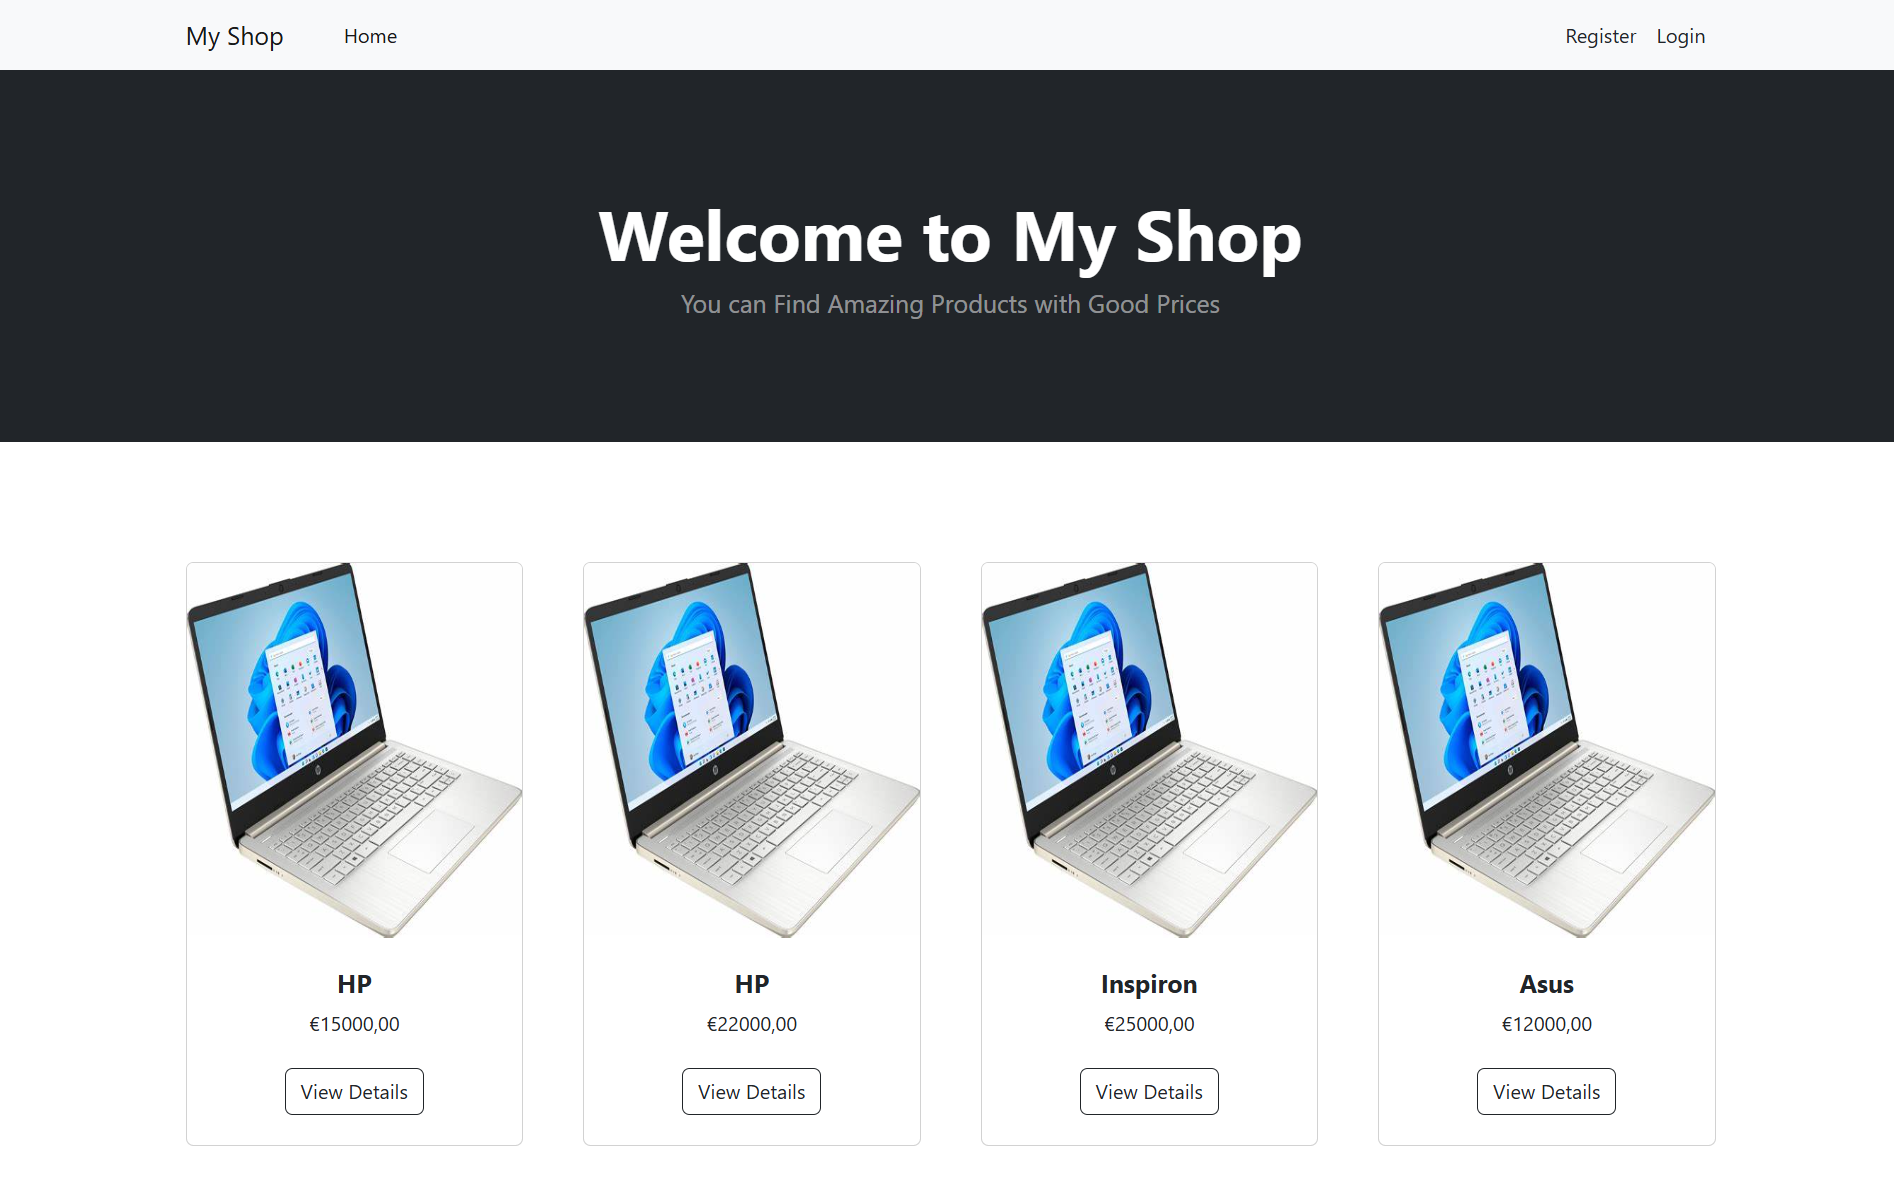 My Shop Home Register Login
Welcome to My Shop
You can Find Amazing Products with Good Prices
HP
€15000,00
View Details
HP
€22000,00
View Details
Inspiron
€25000,00
View Details
Asus
€12000,00
View Details